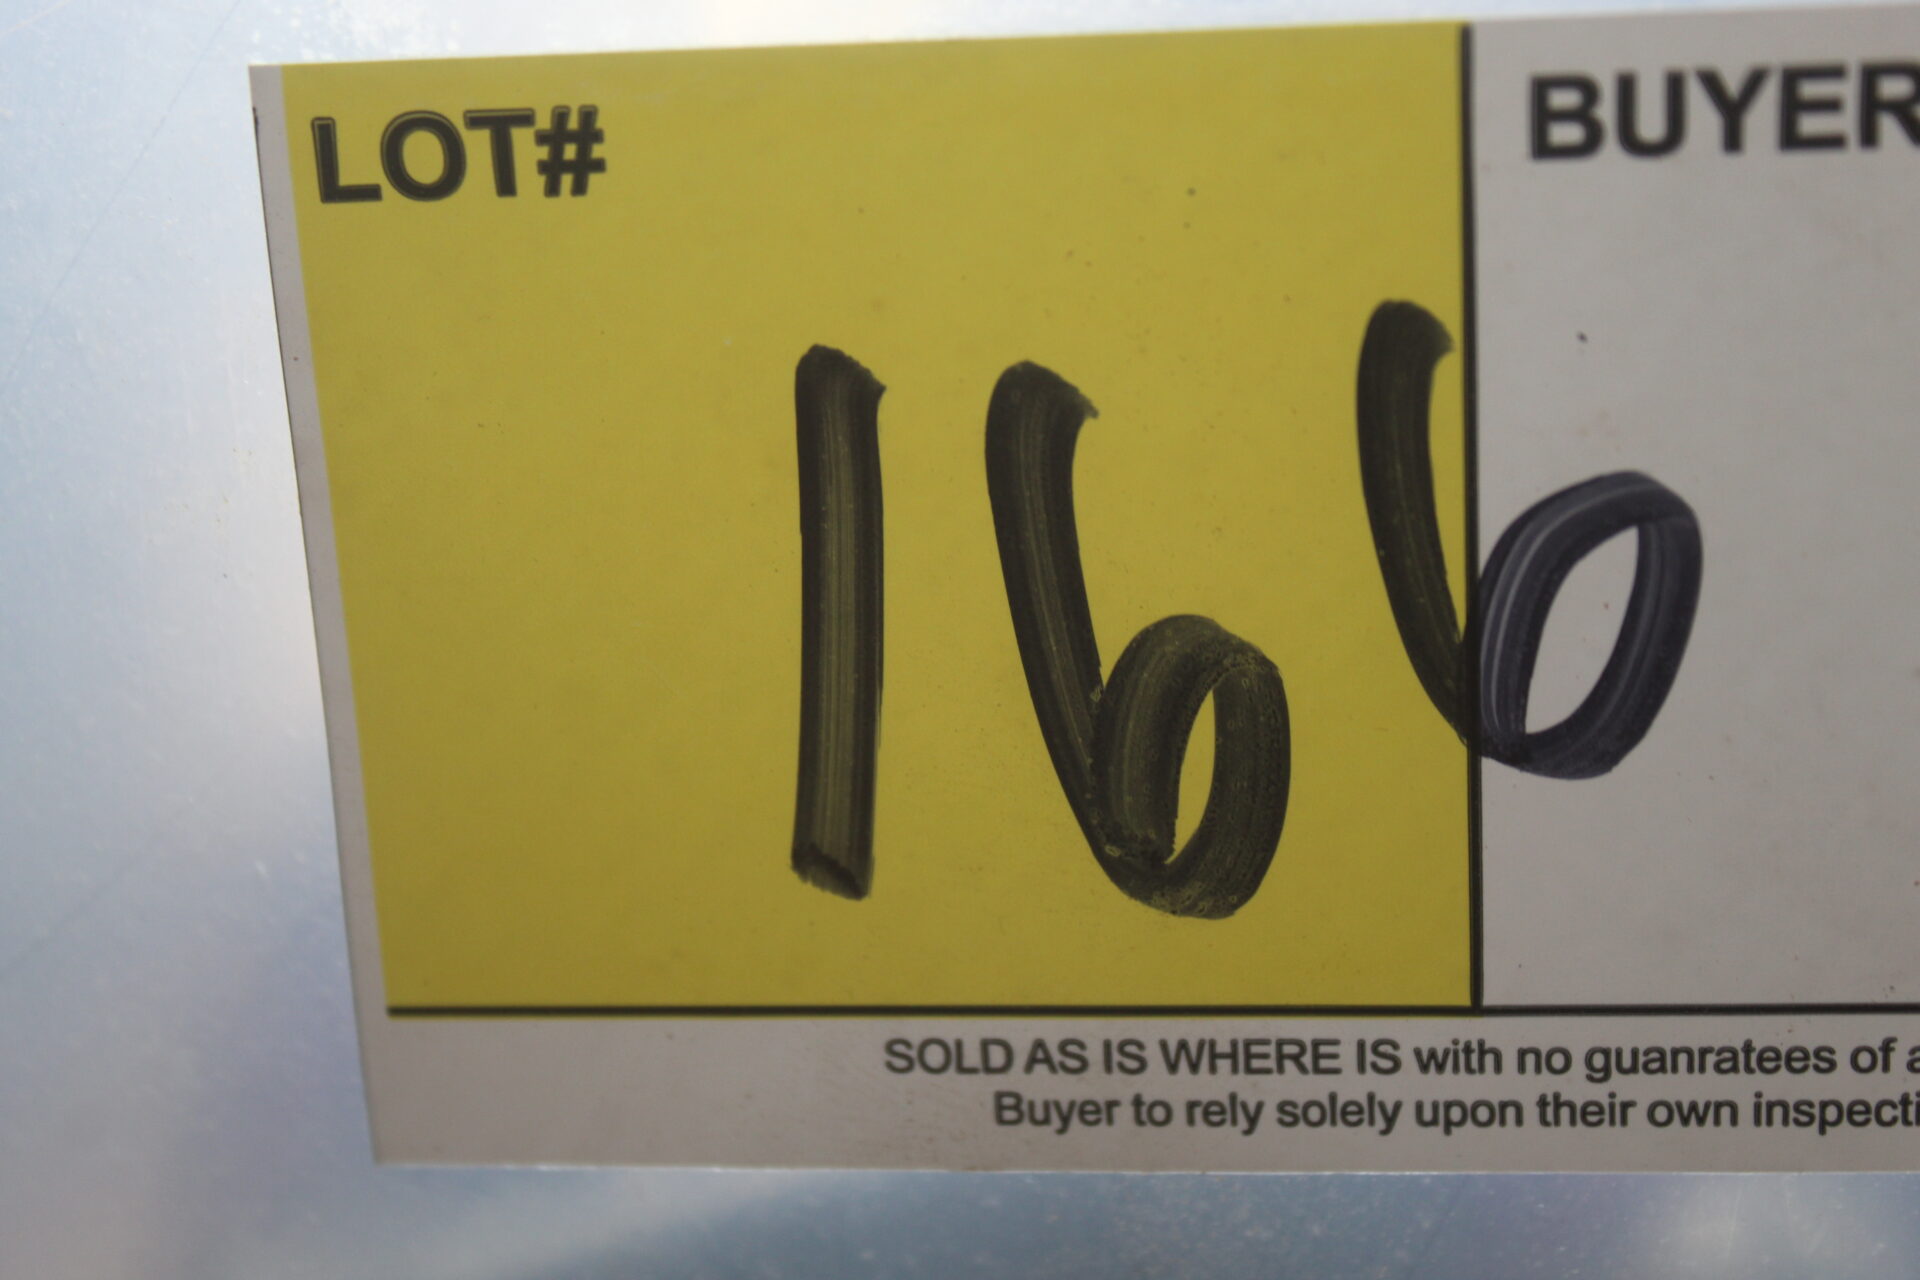 LOT#
BUYER
166
SOLD AS IS WHERE IS with no guanratees of
Buyer to rely solely upon their own